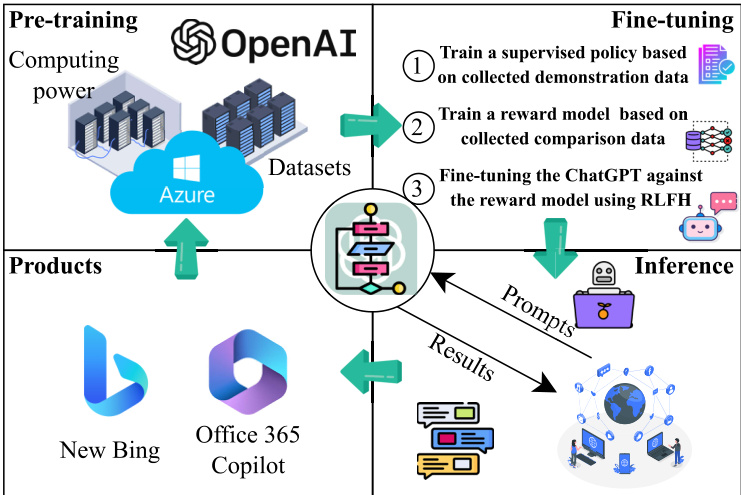 Pre-training
OpenAI
Computing
power
Azure
Datasets
Fine-tuning
1 Train a supervised policy based
on collected demonstration data
2 Train a reward model based on
collected comparison data
3 Fine-tuning the ChatGPT against
the reward model using RLFH
Products
New Bing
Office 365
Copilot
Inference
Prompts
Results